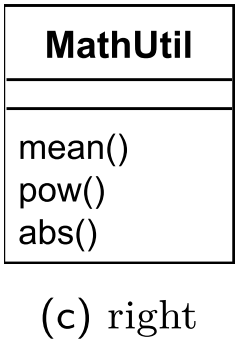 MathUtil
mean()
pow()
abs()
(c) right